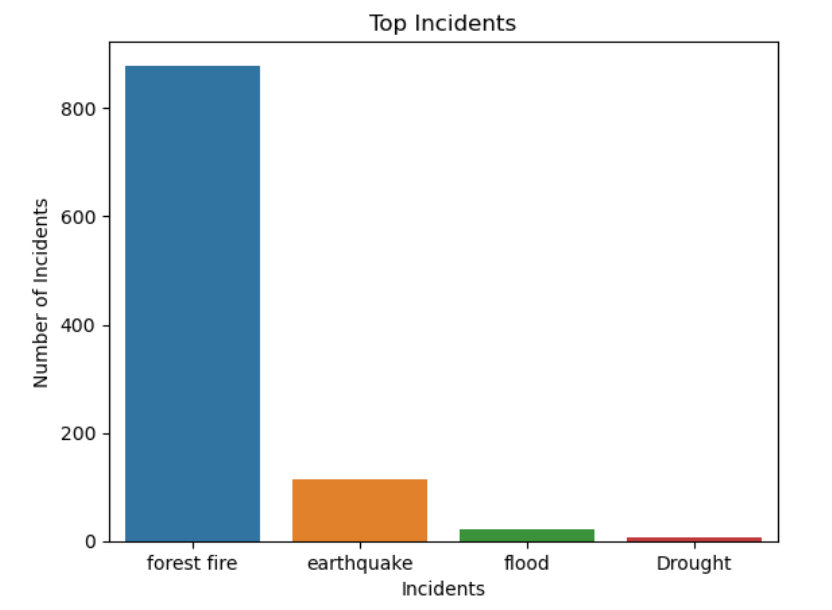 Top Incidents
Number of Incidents
800
600
400
200
0
forest fire earthquake flood Drought
Incidents